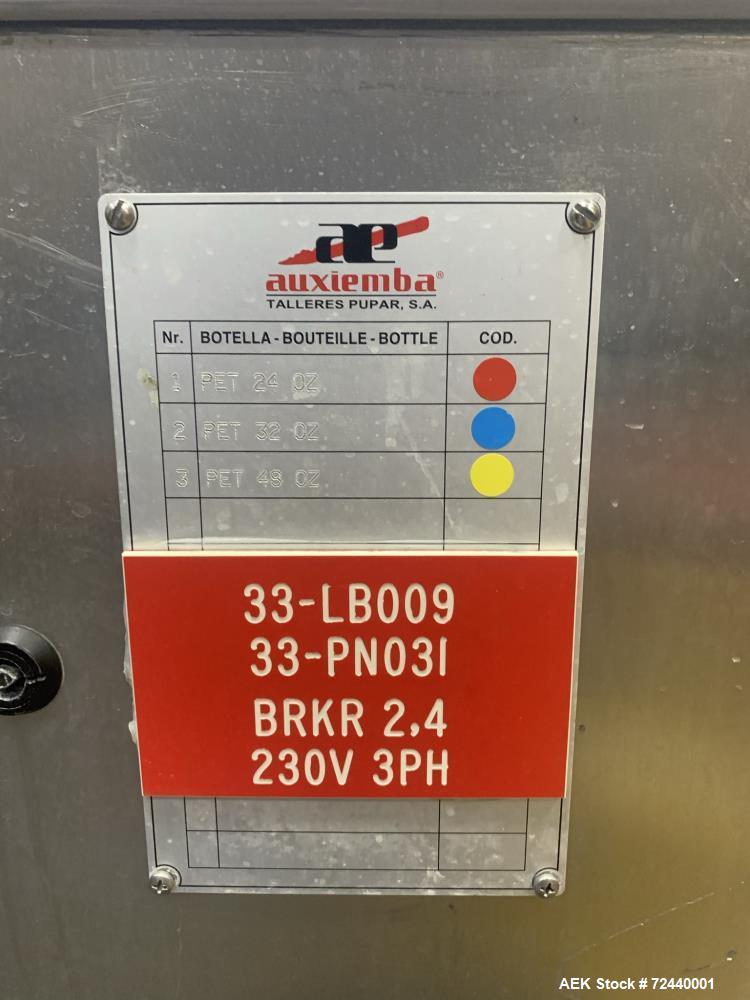 ae
auxiemba®
TALLERES PUPAR, S.A.
Nr. BOTELLA - BOUTEILLE - BOTTLE COD.
1 PET 24 OZ
2 PET 32 OZ
3 PET 48 OZ
33-LB009
33-PN031
BRKR 2,4
230V 3PH
AEK Stock # 72440001